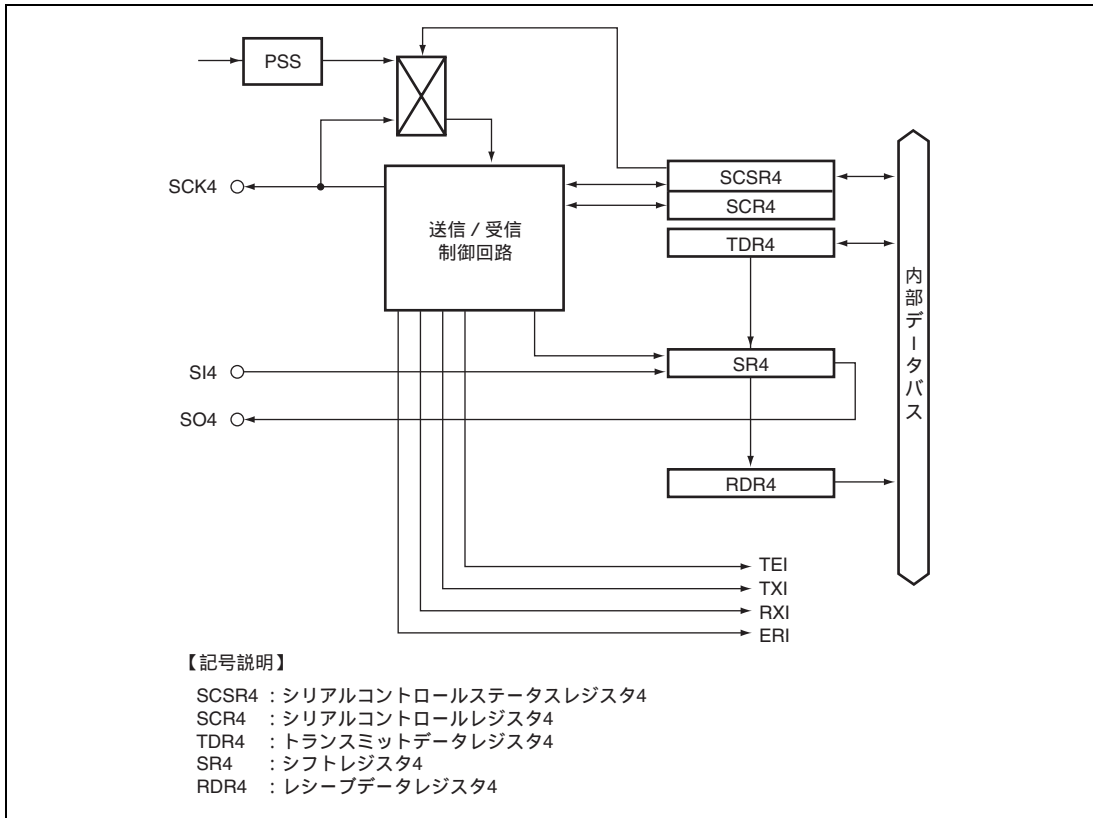 PSS
SCK4
送信 / 受信
制御回路
SCSR4
SCR4
TDR4
内部データバス
SI4
SR4
SO4
RDR4
TEI
TXI
RXI
ERI
【記号説明】
SCSR4 : シリアルコントロールステータスレジスタ4
SCR4 : シリアルコントロールレジスタ4
TDR4 : トランスミットデータレジスタ4
SR4 : シフトレジスタ4
RDR4 : レシーブデータレジスタ4